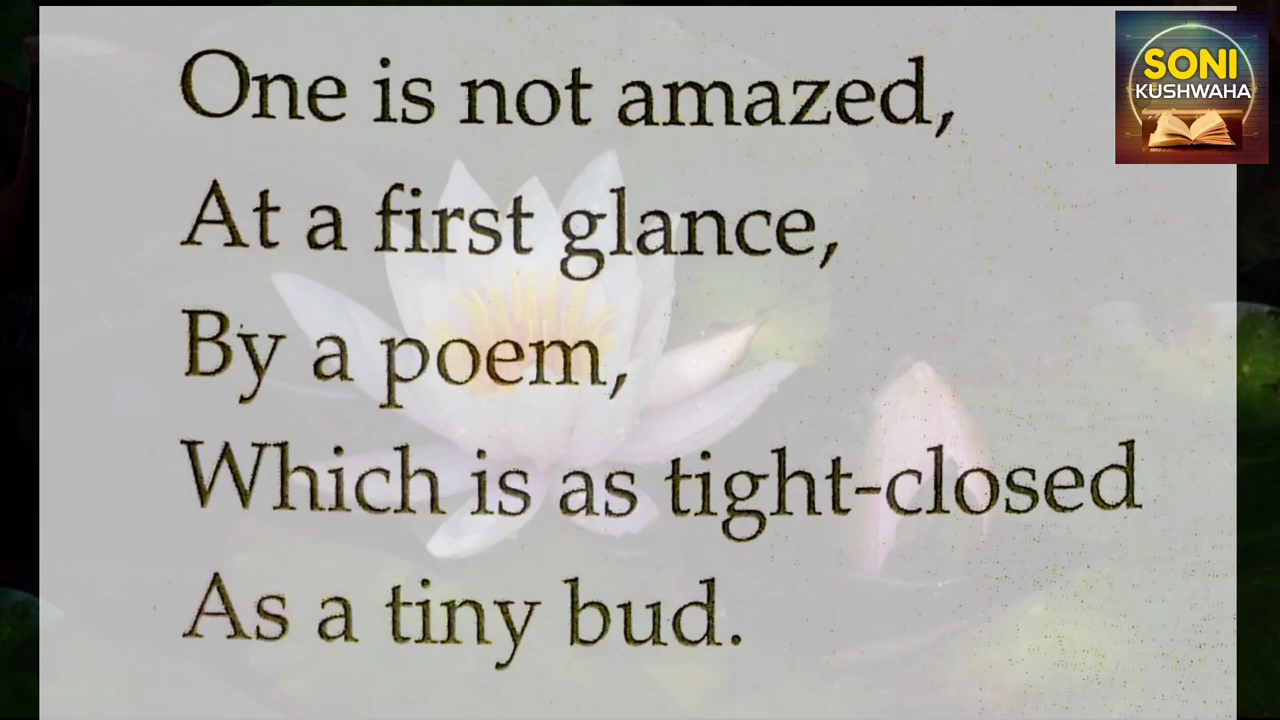 One is not amazed,
At a first glance,
By a poem,
Which is as tight-closed
As a tiny bud.
SONI
KUSHWAHA